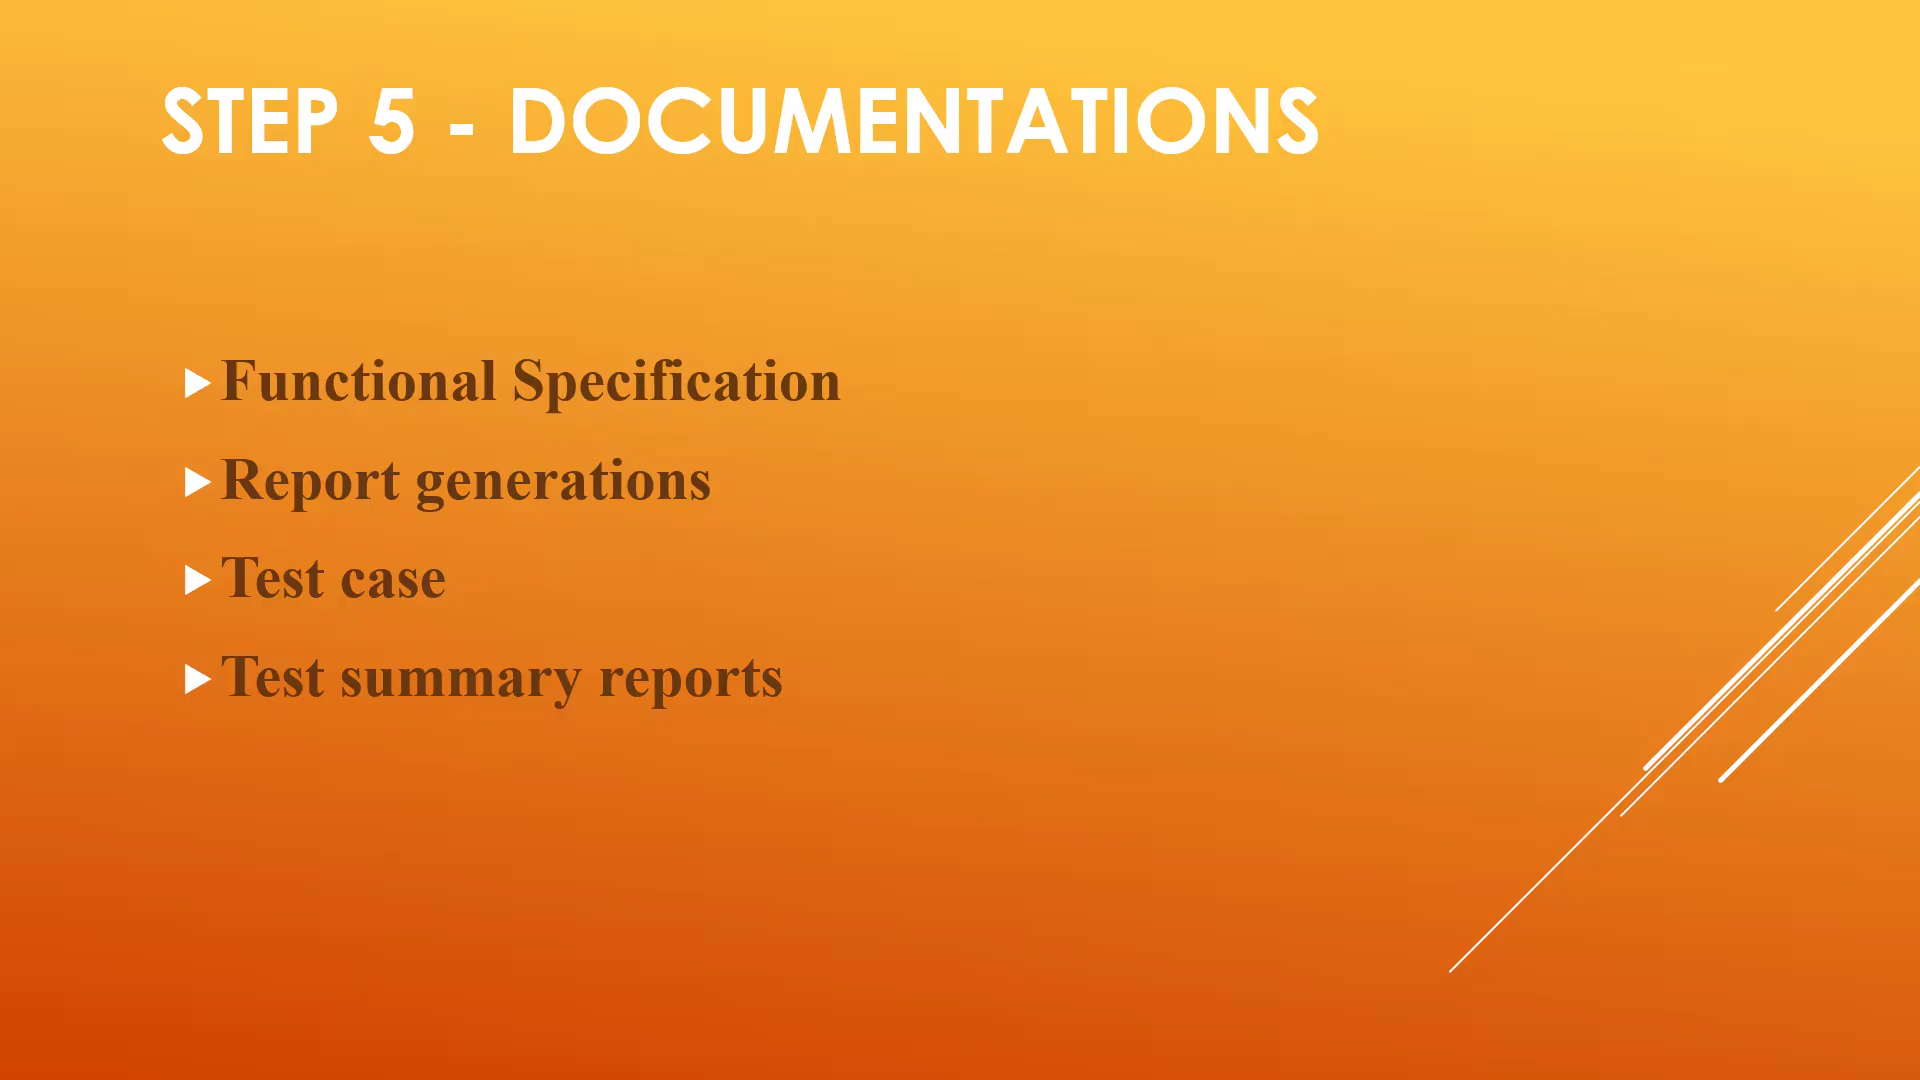 STEP 5 - DOCUMENTATIONS
Functional Specification
Report generations
Test case
Test summary reports